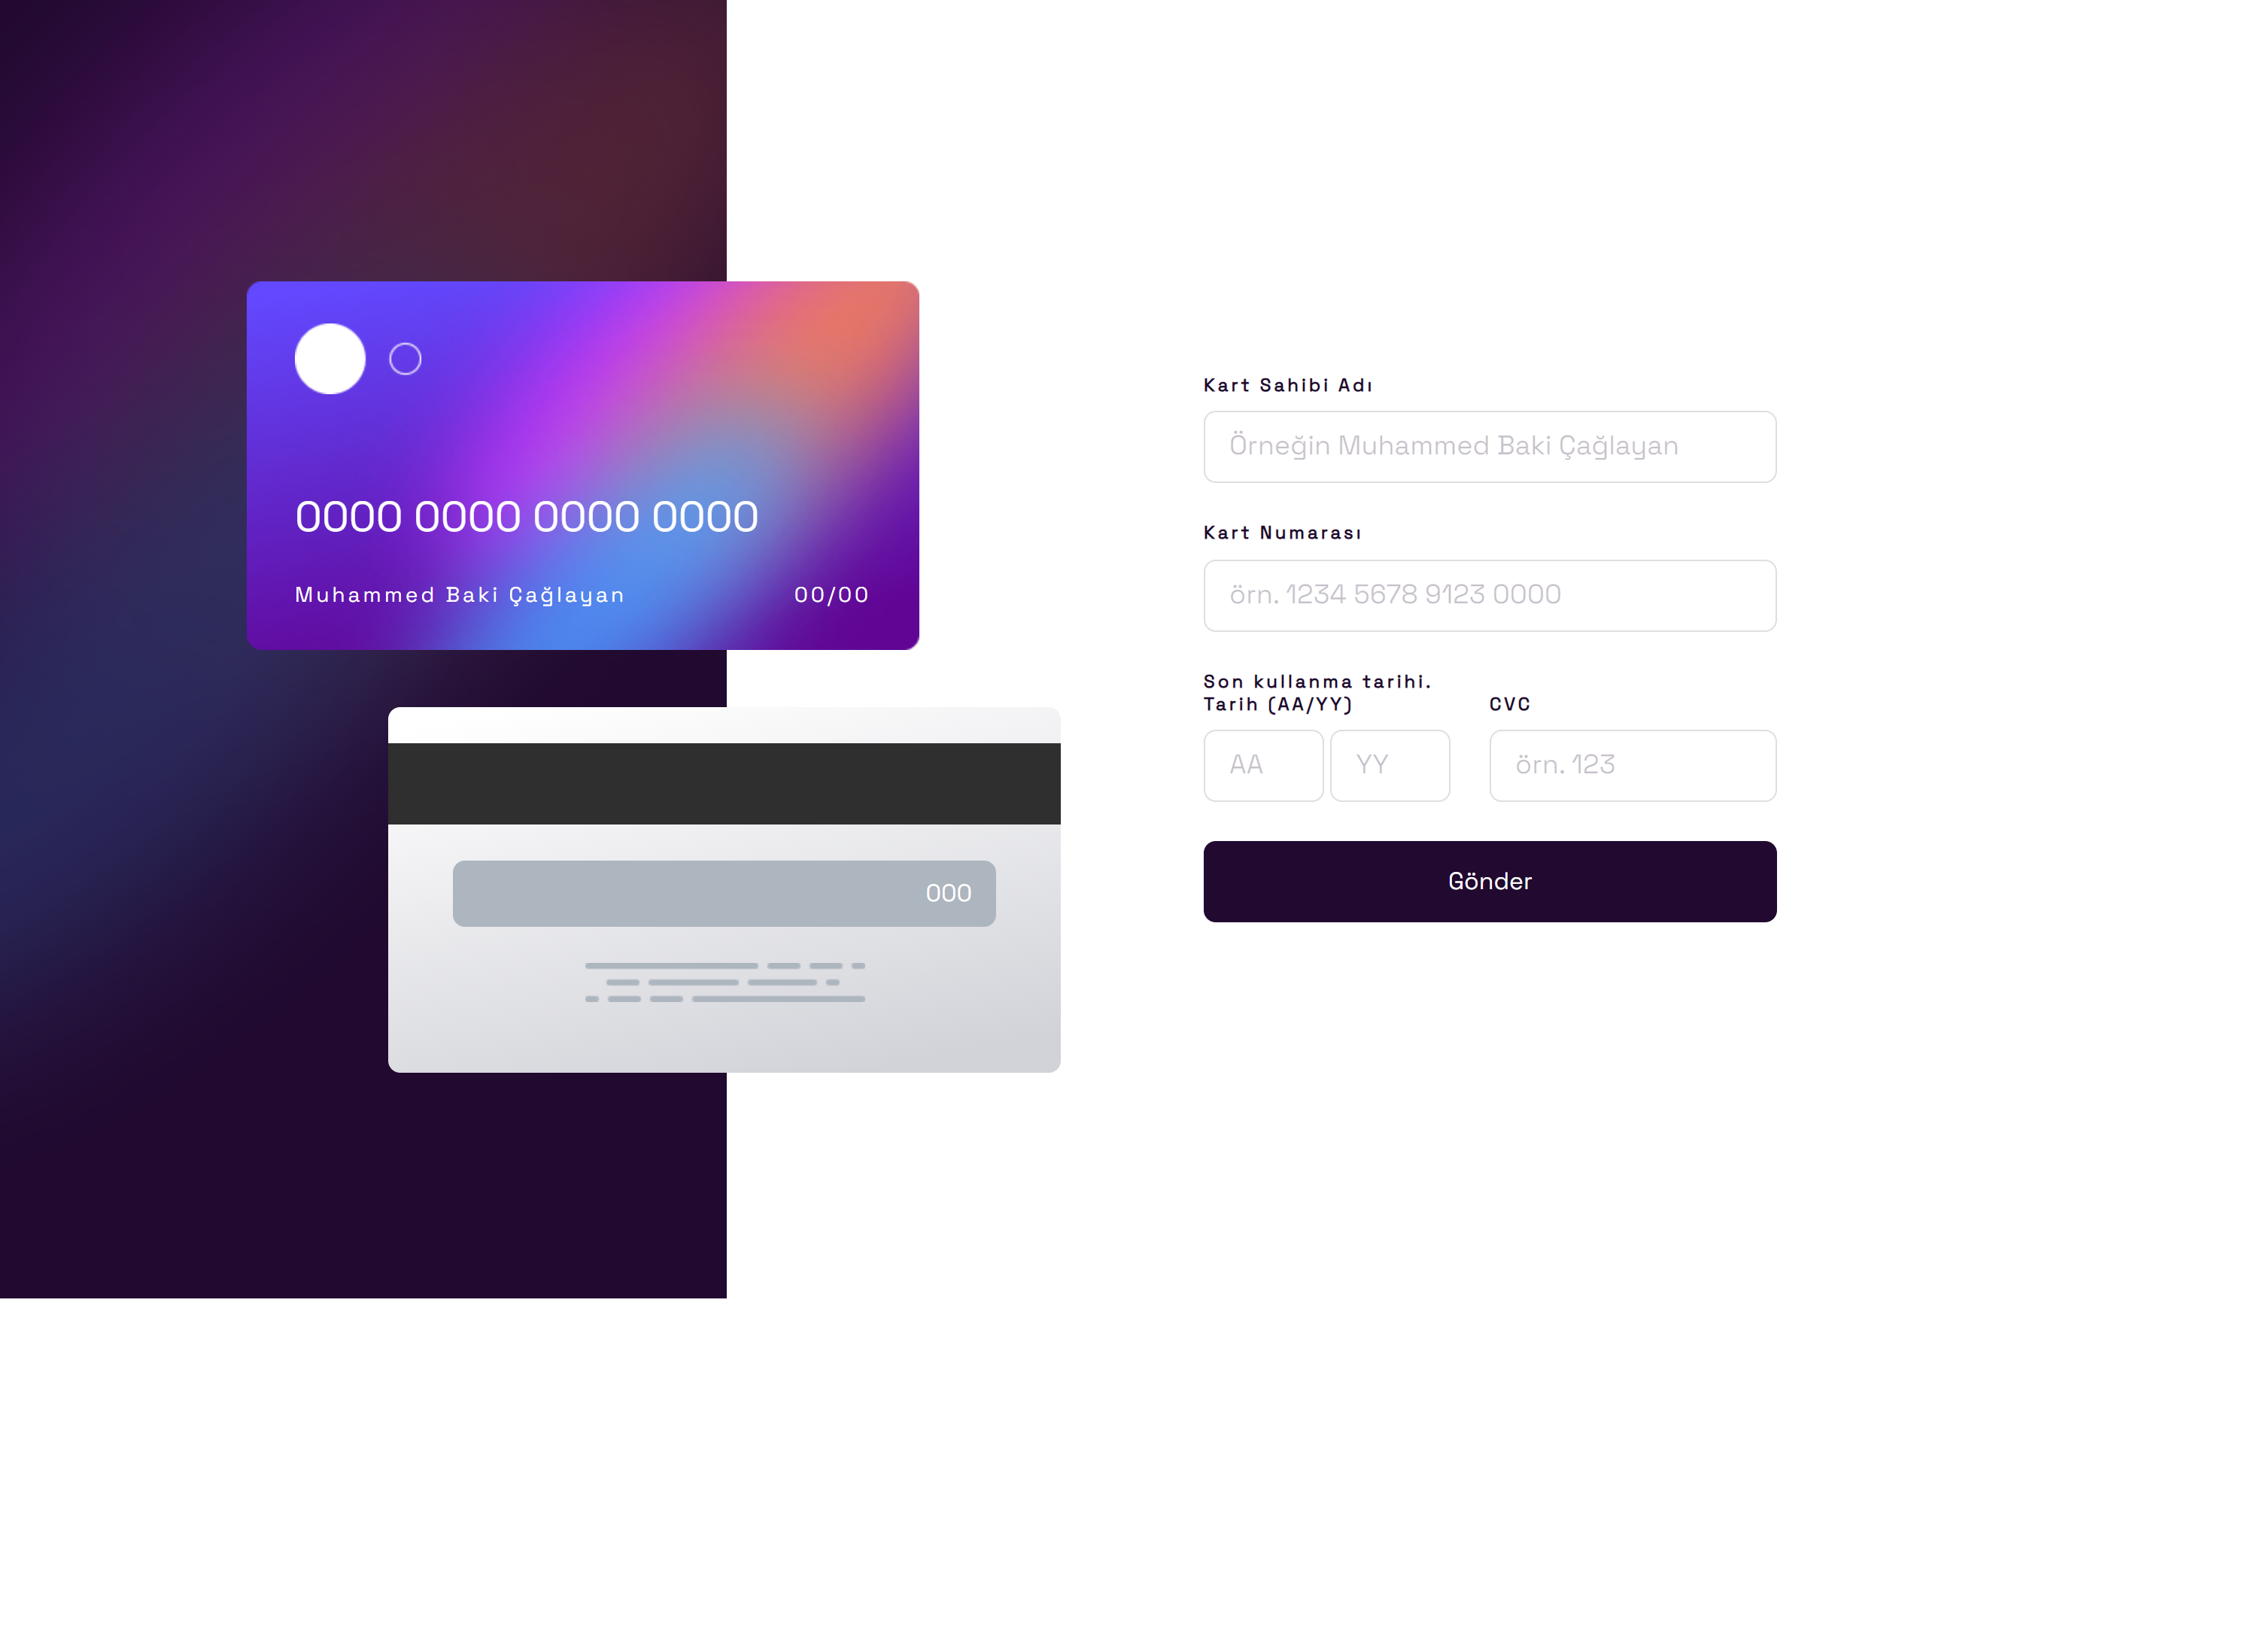 0000 0000 0000 0000
Muhammed Baki Çağlayan 00/00
000
Kart Sahibi Adı
Örneğin Muhammed Baki Çağlayan
Kart Numarası
örn. 1234 5678 9123 0000
Son kullanma tarihi.
Tarih (AA/YY) CVC
AA YY örn. 123
Gönder